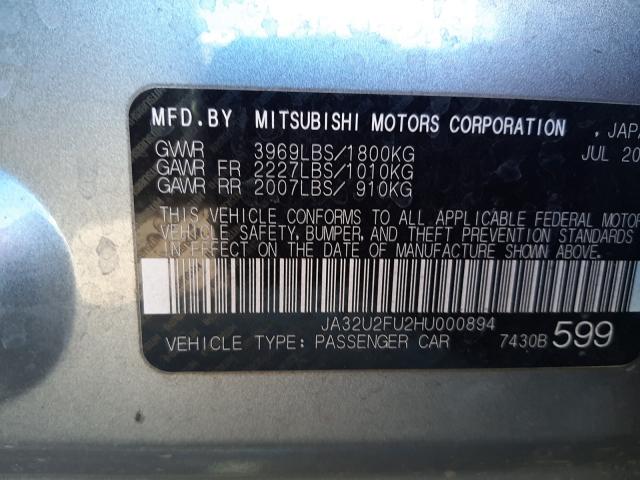 MFD.BY MITSUBISHI MOTORS CORPORATION
GVWR 3969LBS/1800KG
GAWR FR 2227LBS/1010KG
GAWR RR 2007LBS/ 910KG
THIS VEHICLE CONFORMS TO ALL APPLICABLE FEDERAL MOTOR
VEHICLE SAFETY, BUMPER, AND THEFT PREVENTION STANDARDS
IN EFFECT ON THE DATE OF MANUFACTURE SHOWN ABOVE.
JA32U2FU2HU000894
VEHICLE TYPE: PASSENGER CAR 7430B 599